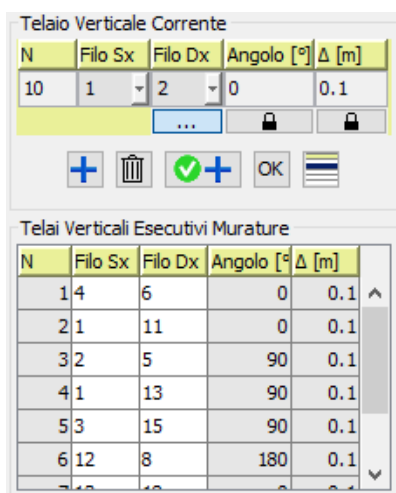 Telaio Verticale Corrente
N Filo Sx Filo Dx Angolo [°] Δ [m]
10 1 2 0 0.1
...
OK
Telai Verticali Esecutivi Murature
N Filo Sx Filo Dx Angolo [° Δ [m]
1 4 6 0 0.1
2 1 11 0 0.1
3 2 5 90 0.1
4 1 13 90 0.1
5 3 15 90 0.1
6 12 8 180 0.1